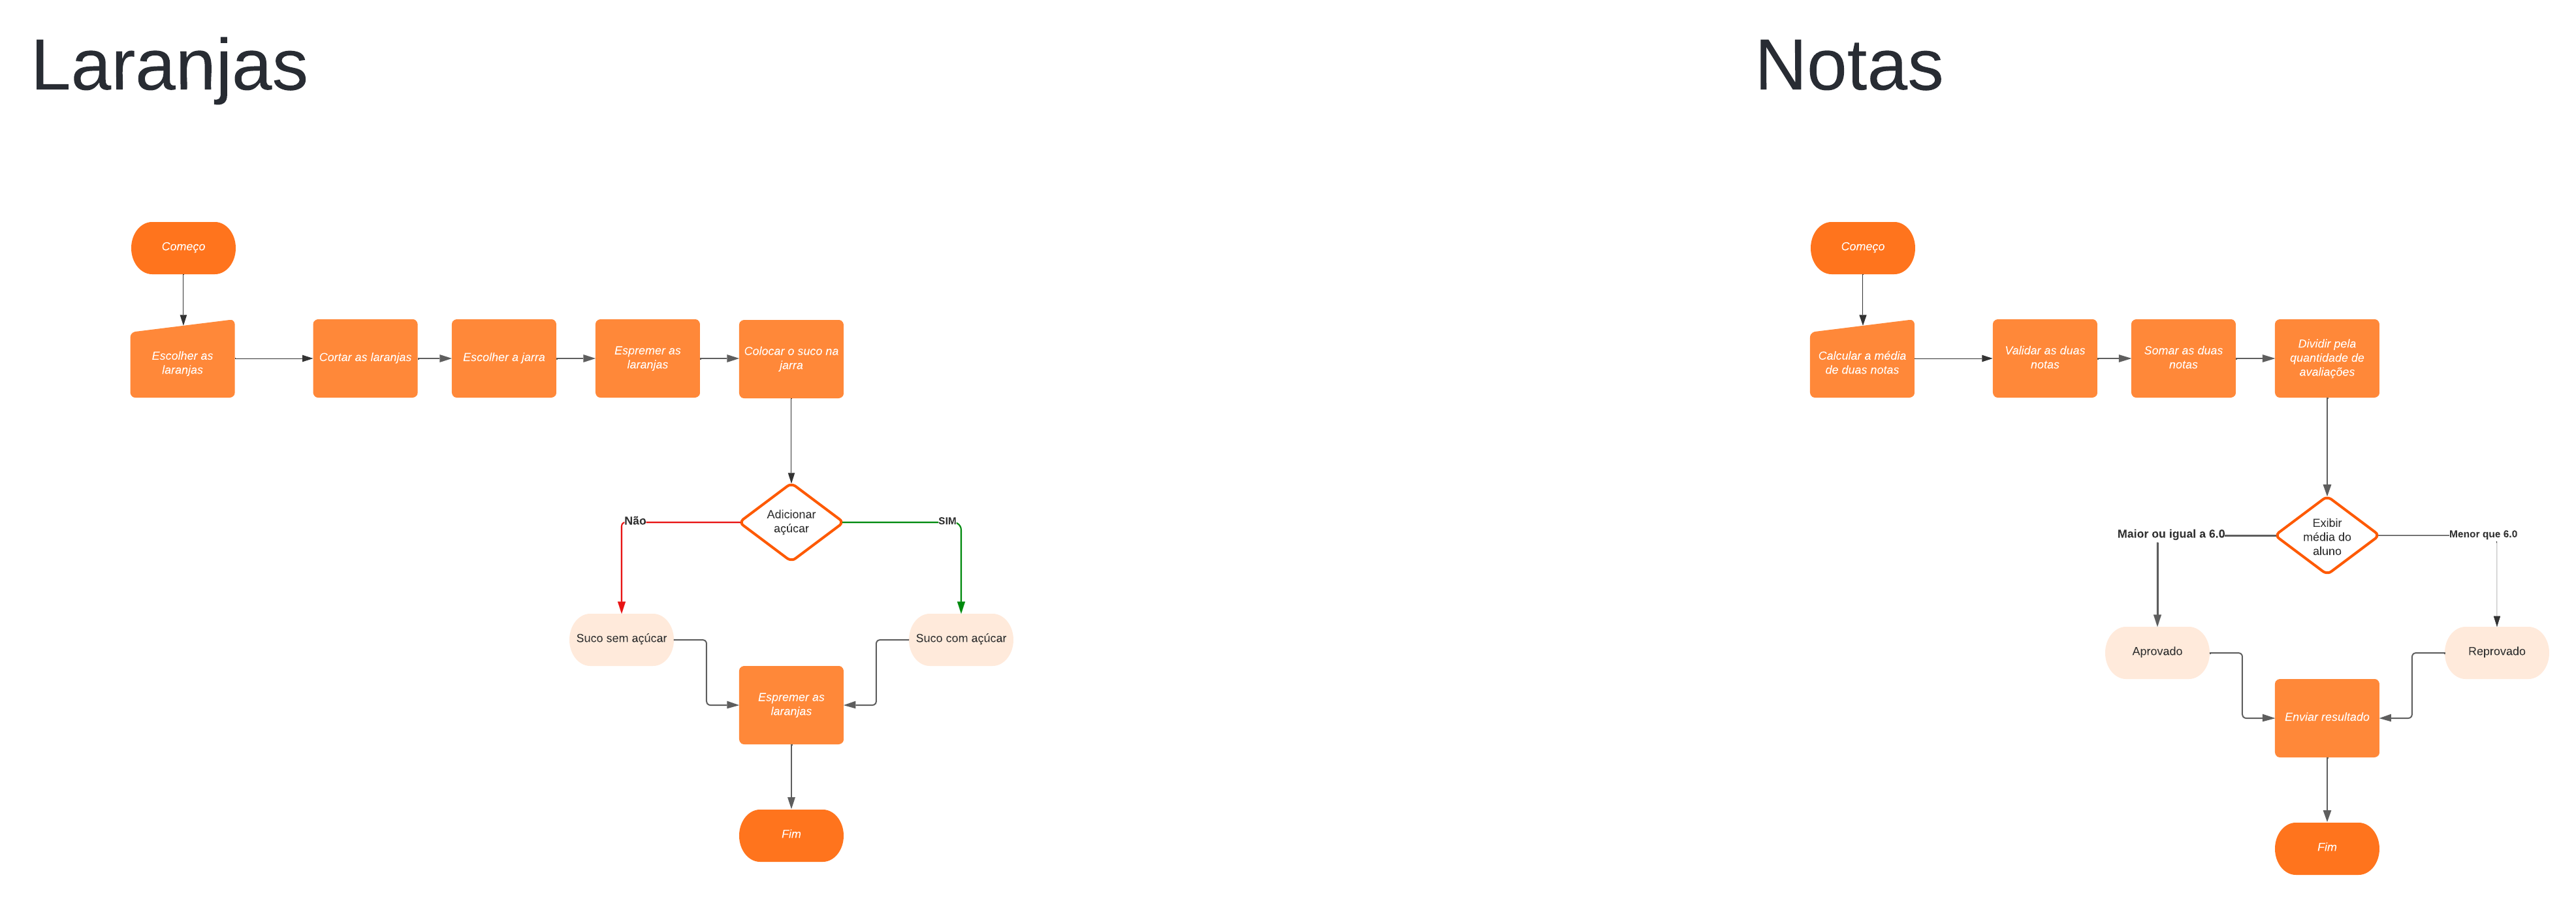 Laranjas
Começo
Escolher as
laranjas
Cortar as laranjas
Escolher a jarra
Espremer as
laranjas
Colocar o suco na
jarra
Adicionar
açúcar
Não
SIM
Suco sem açúcar
Suco com açúcar
Espremer as
laranjas
Fim
Notas
Começo
Calcular a média
de duas notas
Validar as duas
notas
Somar as duas
notas
Dividir pela
quantidade de
avaliações
Exibir
média do
aluno
Maior ou igual a 6.0
Menor que 6.0
Aprovado
Reprovado
Enviar resultado
Fim